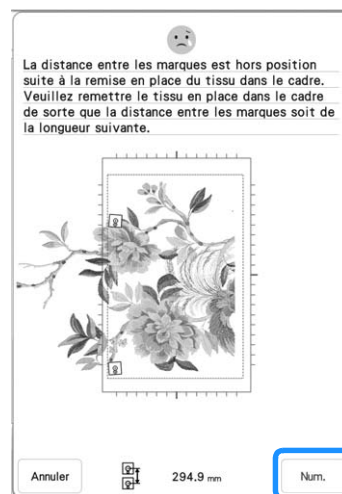 La distance entre les marques est hors position
suite à la remise en place du tissu dans le cadre.
Veuillez remettre le tissu en place dans le cadre
de sorte que la distance entre les marques soit de
la longueur suivante.
Annuler
294.9 mm
Num.